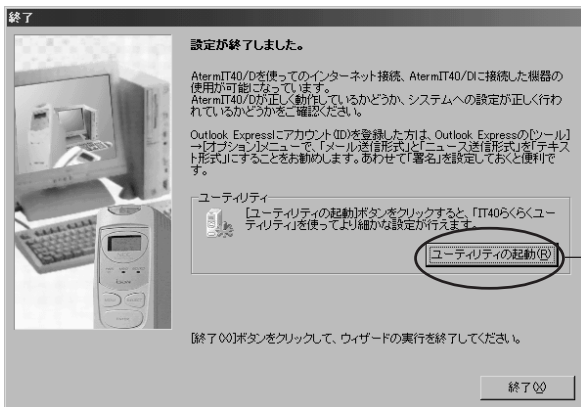 終了
設定が終了しました。
AtermIT40/Dを使ってのインターネット接続、AtermIT40/Dに接続した機器の
使用が可能になっています。
AtermIT40/Dが正しく動作しているかどうか、システムへの設定が正しく行わ
れているかどうかをご確認ください。
Outlook Expressにアカウント(ID)を登録した方は、Outlook Expressの[ツール]
→[オプション]メニューで、「メール送信形式」と「ニュース送信形式」を「テキス
ト形式」にすることをお勧めします。あわせて「署名」を設定しておくと便利で
す。
ユーティリティ
[ユーティリティの起動]ボタンをクリックすると、「IT40らくらくユー
ティリティ」を使ってより細かな設定が行えます。
ユーティリティの起動(R)
[終了(X)]ボタンをクリックして、ウィザードの実行を終了してください。
終了(X)